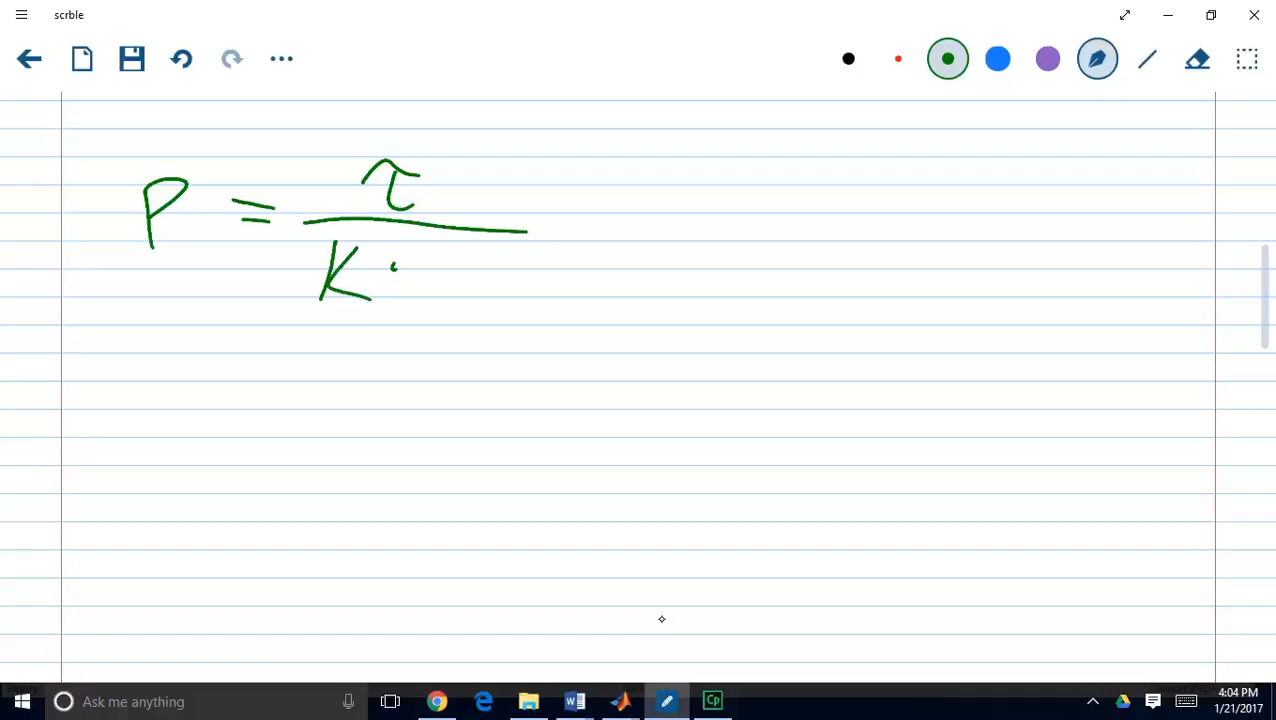 scrble
P = τ / K ·
Ask me anything
4:04 PM
1/21/2017